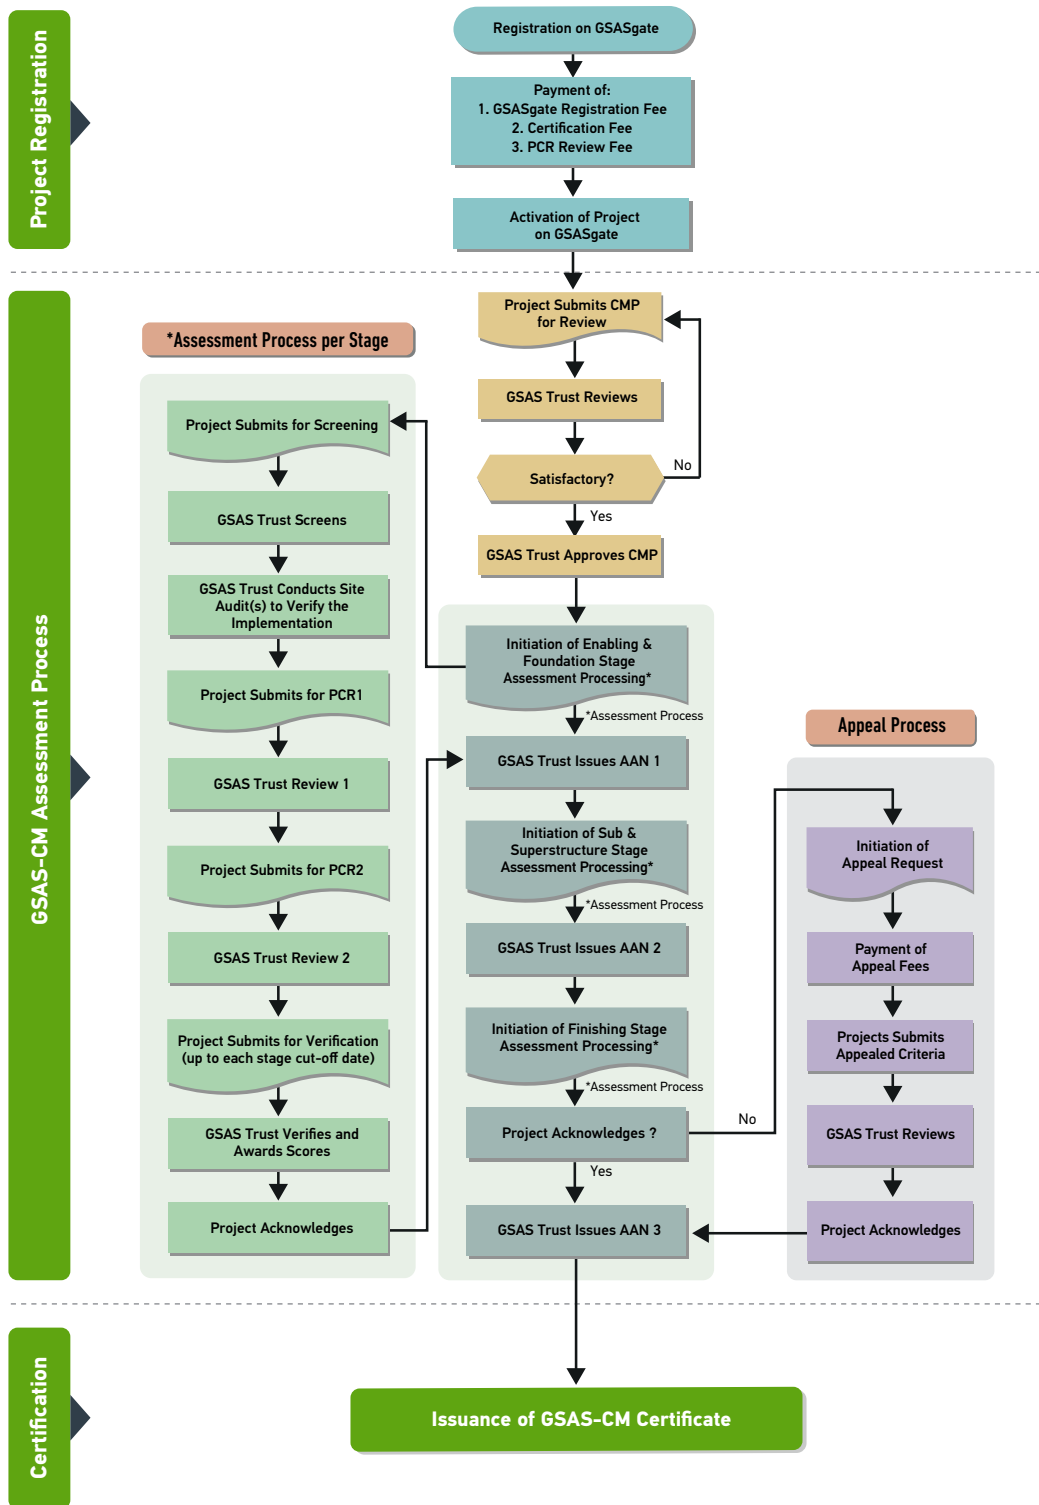 Project Registration
Registration on GSASgate
Payment of:
1. GSASgate Registration Fee
2. Certification Fee
3. PCR Review Fee
Activation of Project
on GSASgate
GSAS-CM Assessment Process
Project Submits CMP
for Review
GSAS Trust Reviews
Satisfactory?
No
Yes
GSAS Trust Approves CMP
*Assessment Process per Stage
Project Submits for Screening
GSAS Trust Screens
GSAS Trust Conducts Site
Audit(s) to Verify the
Implementation
Project Submits for PCR1
GSAS Trust Review 1
Project Submits for PCR2
GSAS Trust Review 2
Project Submits for Verification
(up to each stage cut-off date)
GSAS Trust Verifies and
Awards Scores
Project Acknowledges
Initiation of Enabling &
Foundation Stage
Assessment Processing*
*Assessment Process
GSAS Trust Issues AAN 1
Initiation of Sub &
Superstructure Stage
Assessment Processing*
*Assessment Process
GSAS Trust Issues AAN 2
Initiation of Finishing Stage
Assessment Processing*
*Assessment Process
Project Acknowledges ?
No
Yes
GSAS Trust Issues AAN 3
Appeal Process
Initiation of
Appeal Request
Payment of
Appeal Fees
Projects Submits
Appealed Criteria
GSAS Trust Reviews
Project Acknowledges
Certification
Issuance of GSAS-CM Certificate